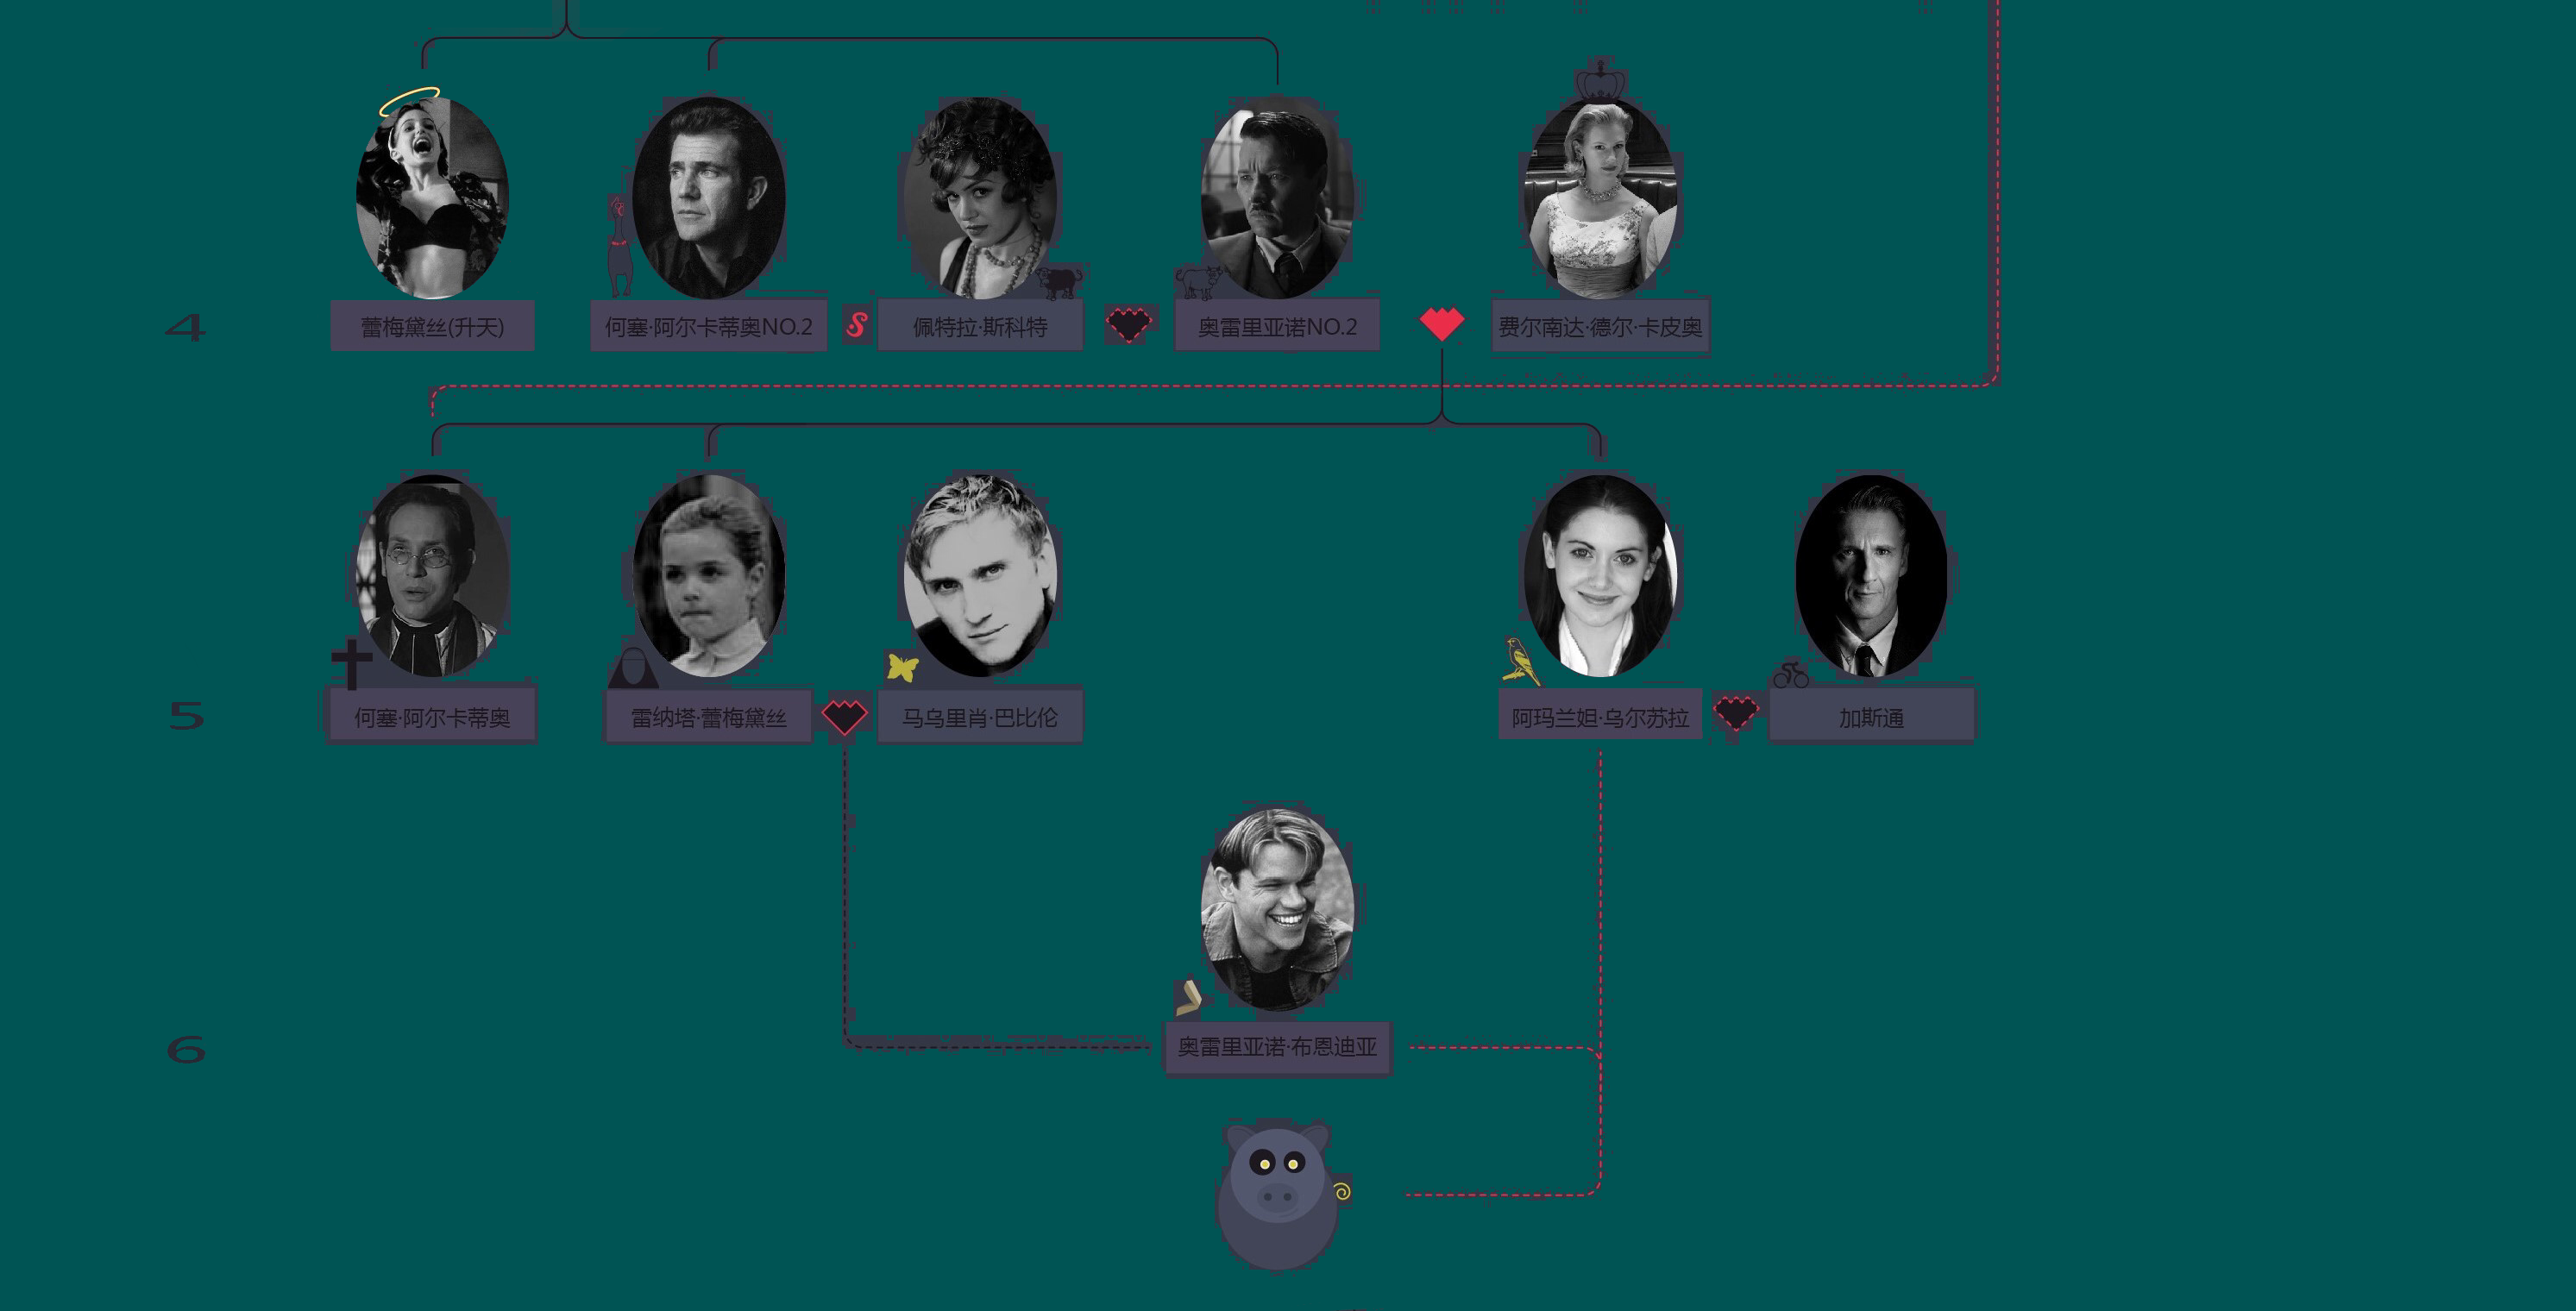 4
蕾梅黛丝(升天)
何塞·阿尔卡蒂奥NO.2
S
佩特拉·斯科特
奥雷里亚诺NO.2
费尔南达·德尔·卡皮奥
5
何塞·阿尔卡蒂奥
雷纳塔·蕾梅黛丝
马乌里肖·巴比伦
阿玛兰妲·乌尔苏拉
加斯通
6
奥雷里亚诺·布恩迪亚